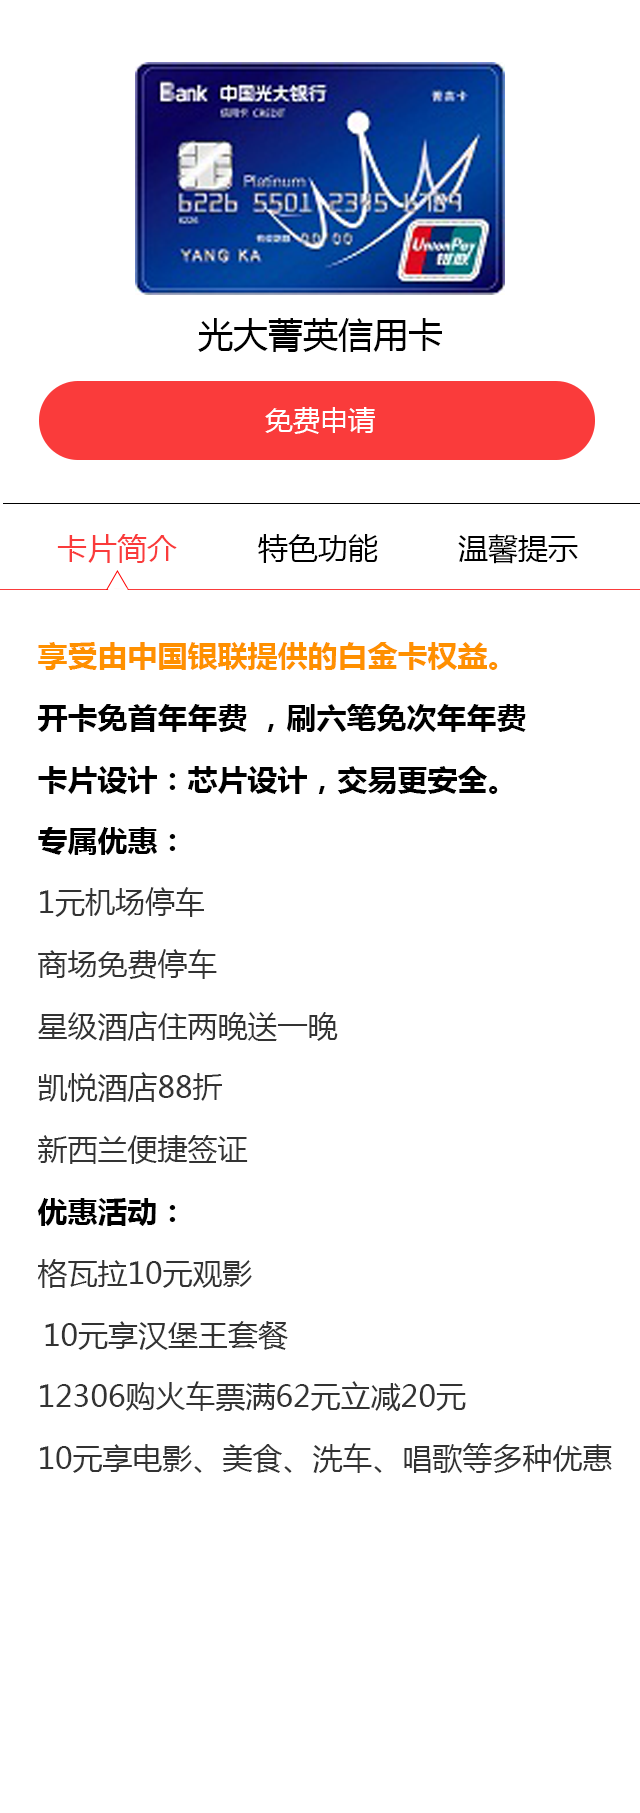 Bank 中国光大银行
信用卡 CREDIT
菁英卡
Platinum
6226 5501 2345 6789
YANG KA
UnionPay
银联
光大菁英信用卡
免费申请
卡片简介 特色功能 温馨提示
享受由中国银联提供的白金卡权益。
开卡免首年年费 ，刷六笔免次年年费
卡片设计：芯片设计，交易更安全。
专属优惠：
1元机场停车
商场免费停车
星级酒店住两晚送一晚
凯悦酒店88折
新西兰便捷签证
优惠活动：
格瓦拉10元观影
10元享汉堡王套餐
12306购火车票满62元立减20元
10元享电影、美食、洗车、唱歌等多种优惠